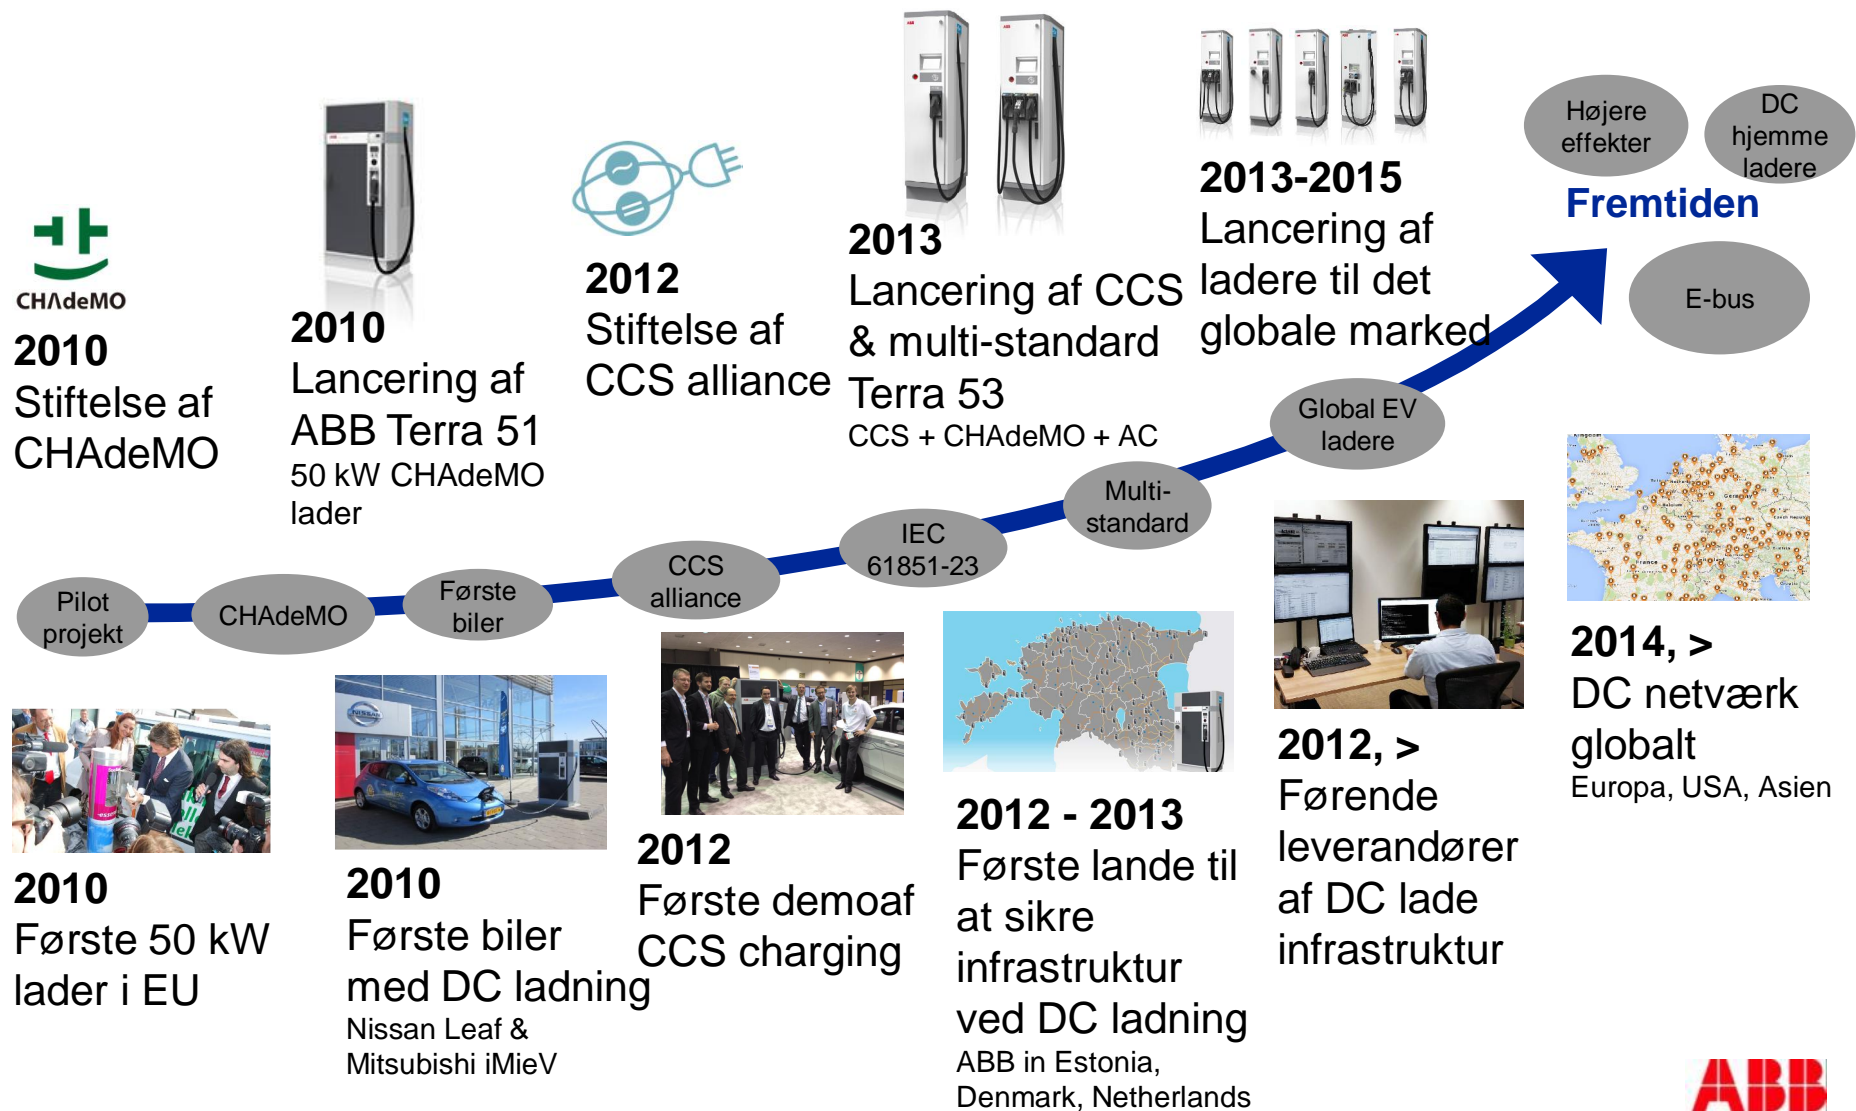 CHAdeMO
2010
Stiftelse af
CHAdeMO
2010
Lancering af
ABB Terra 51
50 kW CHAdeMO
lader
2012
Stiftelse af
CCS alliance
2013
Lancering af CCS
& multi-standard
Terra 53
CCS + CHAdeMO + AC
2013-2015
Lancering af
ladere til det
globale marked
Højere
effekter
DC
hjemme
ladere
Fremtiden
E-bus
Pilot
projekt
CHAdeMO
Første
biler
CCS
alliance
IEC
61851-23
Multi-
standard
Global EV
ladere
2010
Første 50 kW
lader i EU
NISSAN
2010
Første biler
med DC ladning
Nissan Leaf &
Mitsubishi iMieV
2012
Første demoaf
CCS charging
2012 - 2013
Første lande til
at sikre
infrastruktur
ved DC ladning
ABB in Estonia,
Denmark, Netherlands
2012, >
Førende
leverandører
af DC lade
infrastruktur
2014, >
DC netværk
globalt
Europa, USA, Asien
ABB